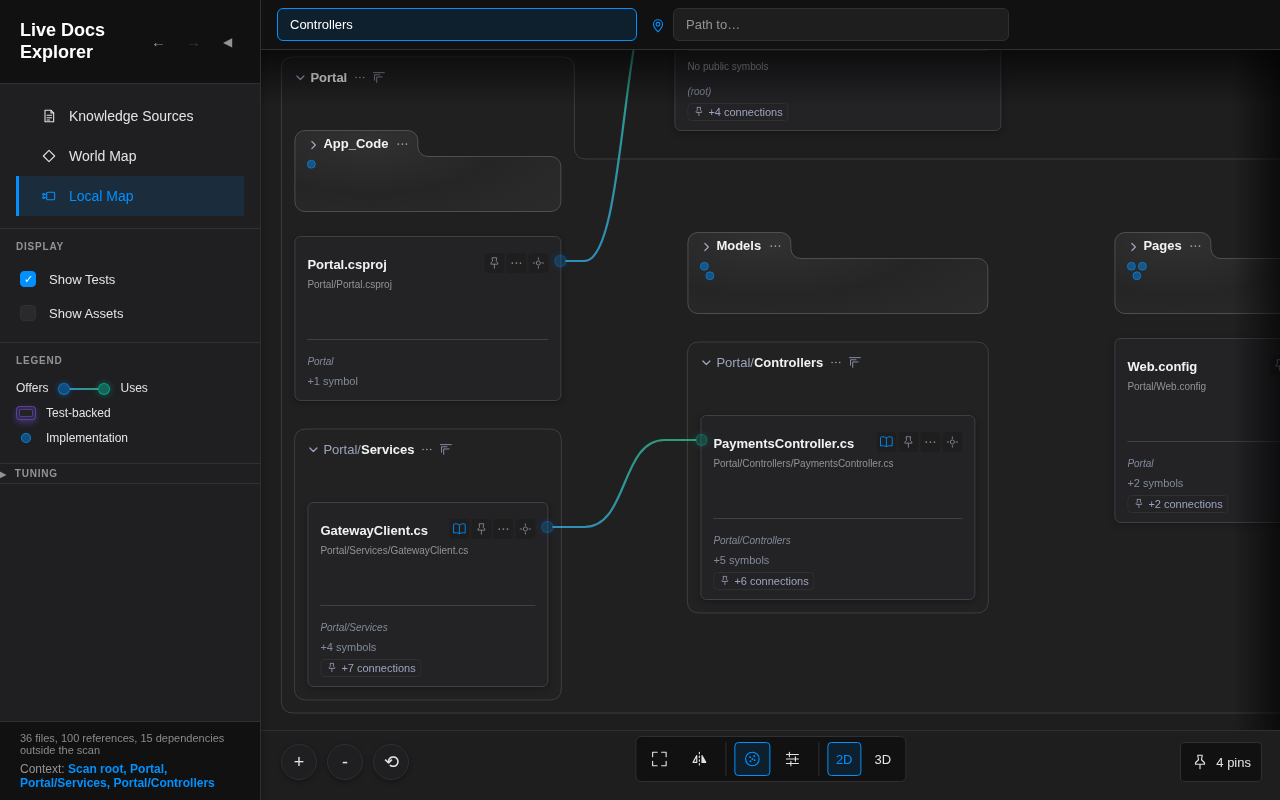 Live Docs
Explorer
Knowledge Sources
World Map
Local Map
DISPLAY
Show Tests
Show Assets
LEGEND
Offers
Uses
Test-backed
Implementation
TUNING
36 files, 100 references, 15 dependencies
outside the scan
Context: Scan root, Portal,
Portal/Services, Portal/Controllers
Controllers
Path to…
Portal
No public symbols
(root)
+4 connections
App_Code
Portal.csproj
Portal/Portal.csproj
Portal
+1 symbol
Models
Pages
Portal/Controllers
Web.config
Portal/Web.config
Portal
+2 symbols
+2 connections
PaymentsController.cs
Portal/Controllers/PaymentsController.cs
Portal/Controllers
+5 symbols
+6 connections
Portal/Services
GatewayClient.cs
Portal/Services/GatewayClient.cs
Portal/Services
+4 symbols
+7 connections
+
-
2D
3D
4 pins